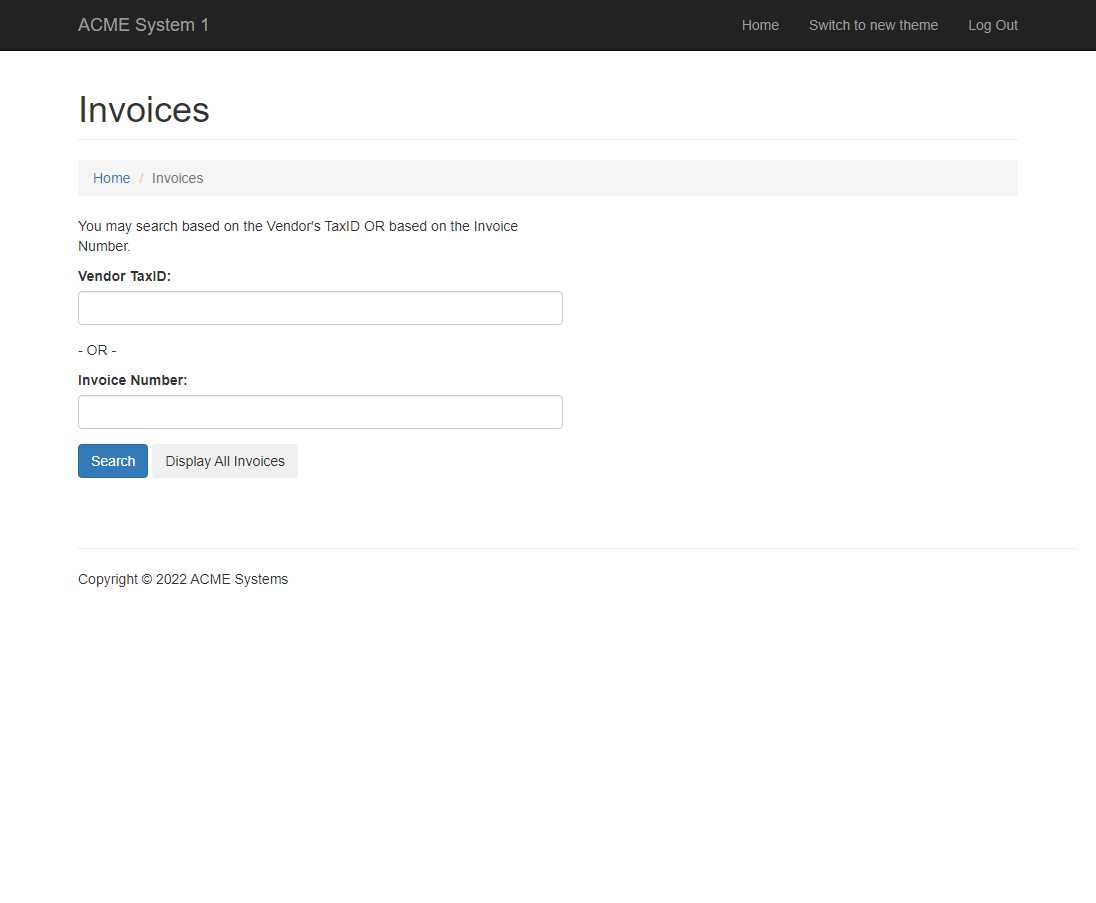 ACME System 1
Home
Switch to new theme
Log Out
Invoices
Home / Invoices
You may search based on the Vendor's TaxID OR based on the Invoice
Number.
Vendor TaxID:
- OR -
Invoice Number:
Search
Display All Invoices
Copyright © 2022 ACME Systems